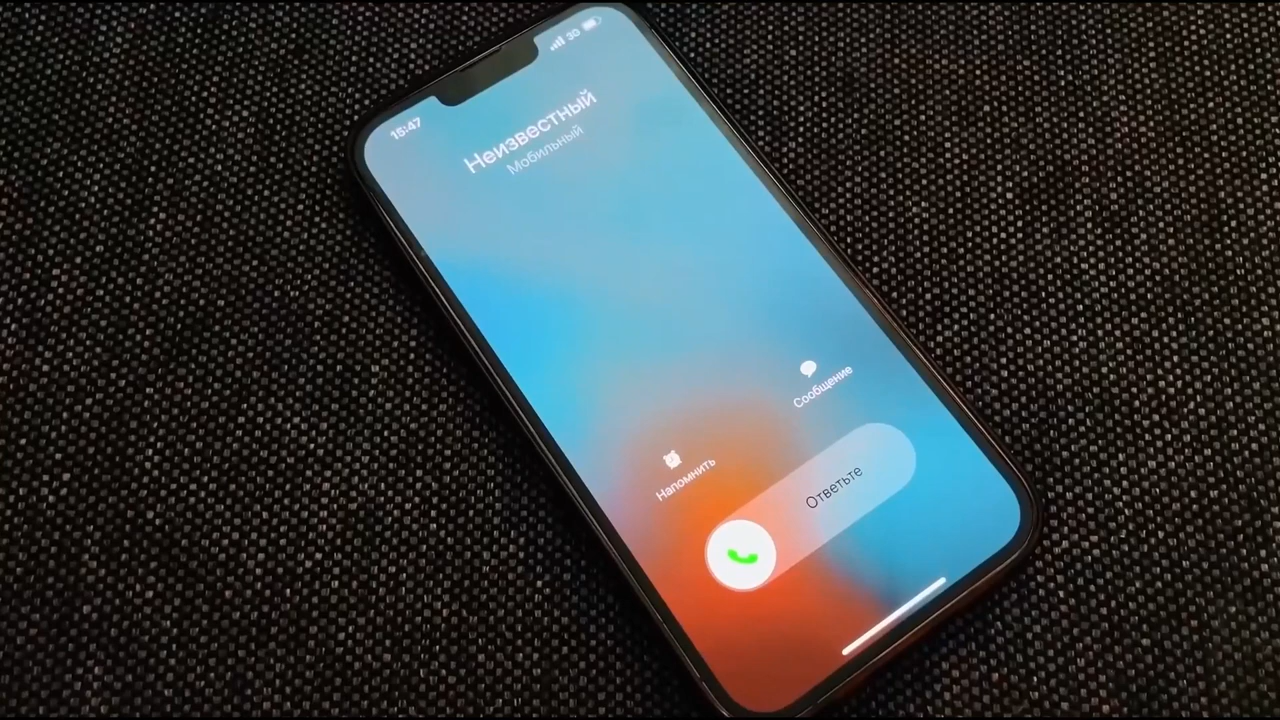 15:47
3G
Неизвестный
Мобильный
Сообщение
Напомнить
Ответьте